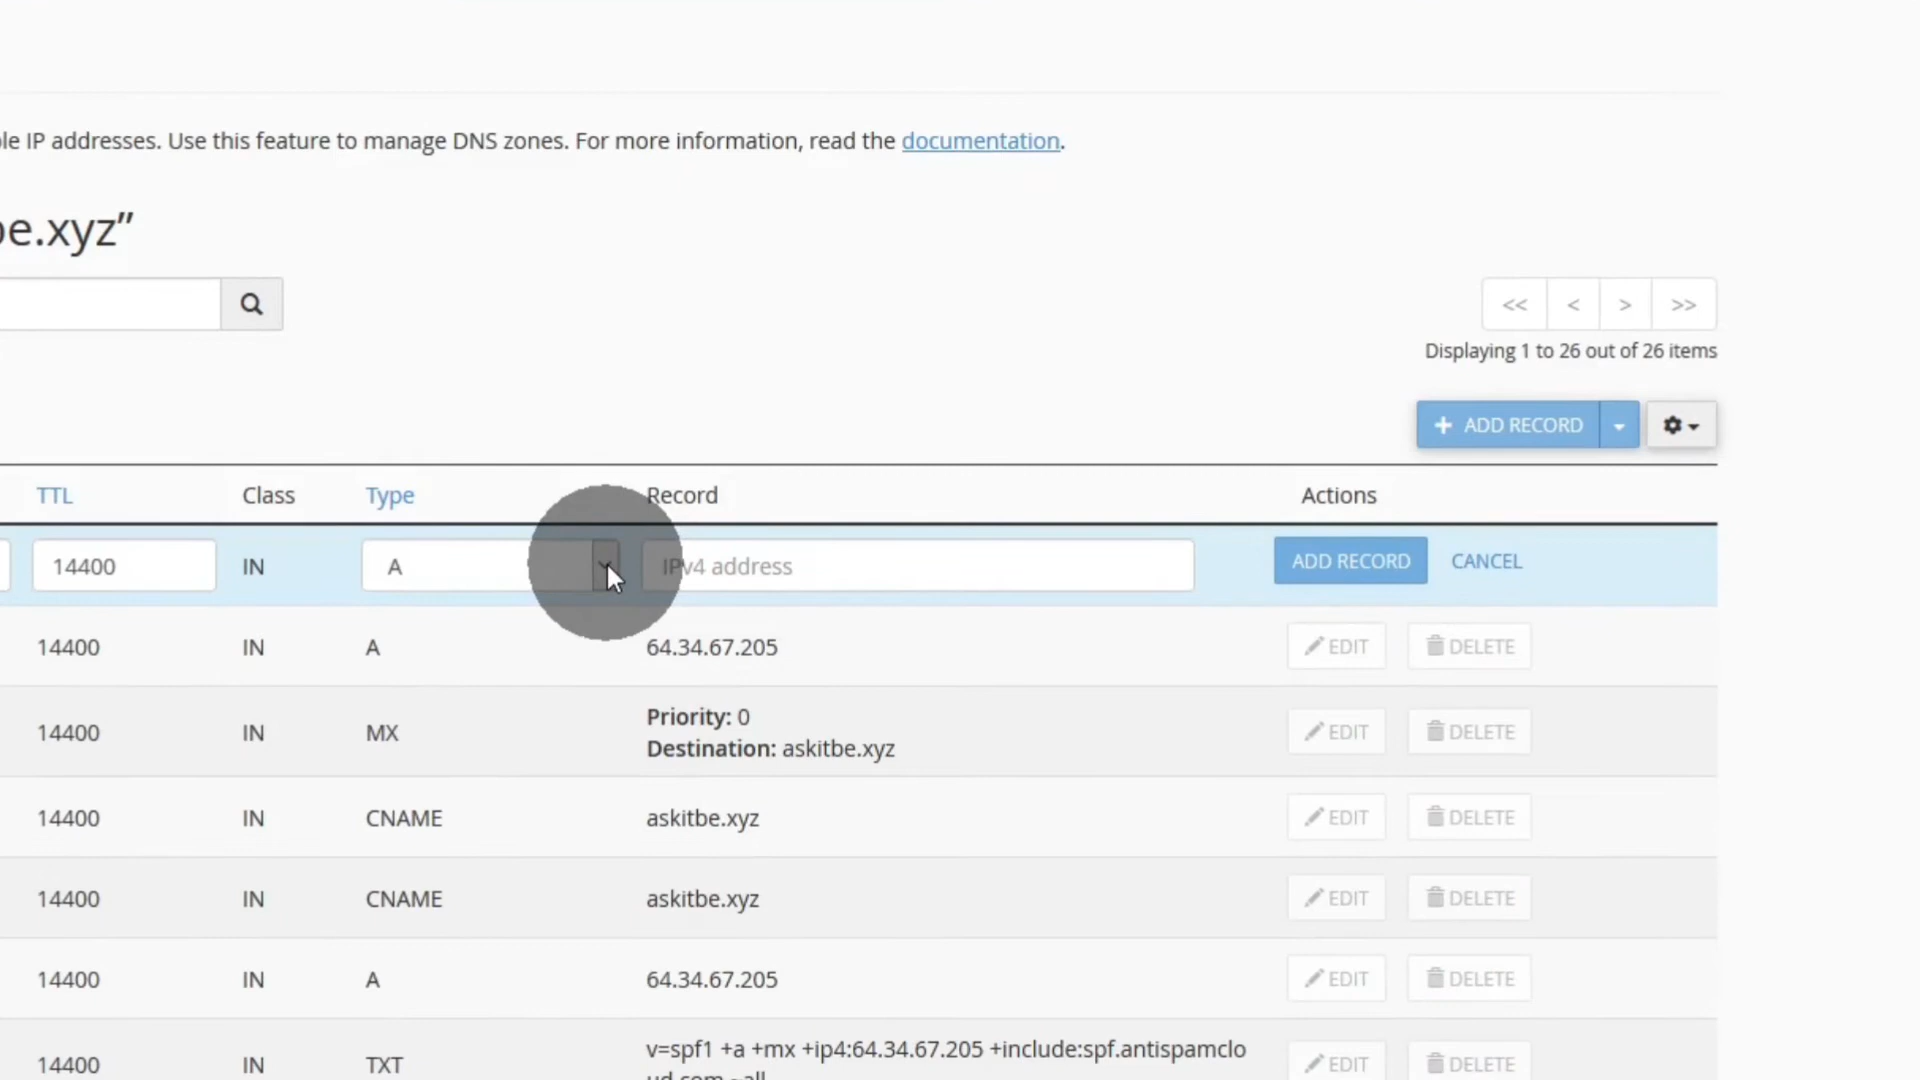 le IP addresses. Use this feature to manage DNS zones. For more information, read the documentation.
be.xyz”
<< < > >>
Displaying 1 to 26 out of 26 items
ADD RECORD
TTL Class Type Record Actions
14400 IN A IPv4 address ADD RECORD CANCEL
14400 IN A 64.34.67.205 EDIT DELETE
14400 IN MX Priority: 0 EDIT DELETE
Destination: askitbe.xyz
14400 IN CNAME askitbe.xyz EDIT DELETE
14400 IN CNAME askitbe.xyz EDIT DELETE
14400 IN A 64.34.67.205 EDIT DELETE
14400 IN TXT v=spf1 +a +mx +ip4:64.34.67.205 +include:spf.antispamclo EDIT DELETE